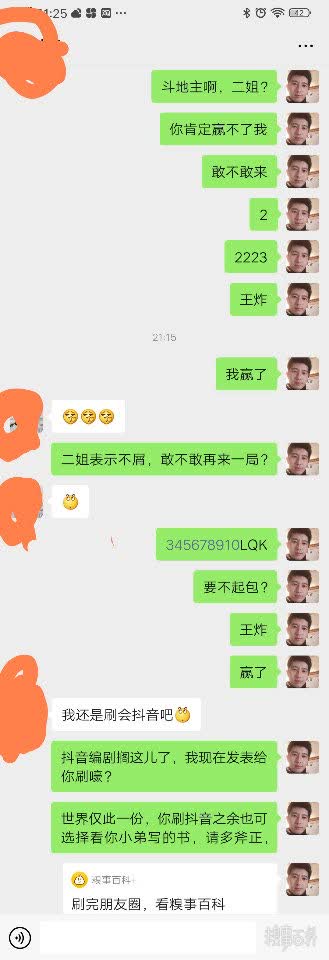 1:25
42
斗地主啊，二姐？
你肯定赢不了我
敢不敢来
2
2223
王炸
21:15
我赢了
二姐表示不屑，敢不敢再来一局？
345678910LQK
要不起包？
王炸
赢了
我还是刷会抖音吧
抖音编剧搁这儿了，我现在发表给
你刷嚎？
世界仅此一份，你刷抖音之余也可
选择看你小弟写的书，请多斧正，
糗事百科
刷完朋友圈，看糗事百科
糗事百科